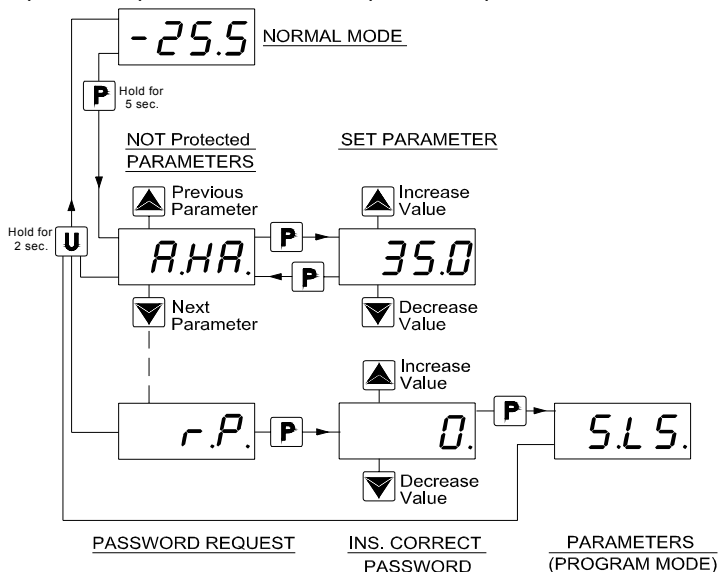 -25.5
NORMAL MODE
P
Hold for
5 sec.
NOT Protected
PARAMETERS
SET PARAMETER
Previous
Parameter
Increase
Value
Hold for
2 sec.
U
A.HA.
P
P
35.0
Next
Parameter
Decrease
Value
Increase
Value
r.P.
P
0.
P
S.L.S.
Decrease
Value
PASSWORD REQUEST
INS. CORRECT
PASSWORD
PARAMETERS
(PROGRAM MODE)